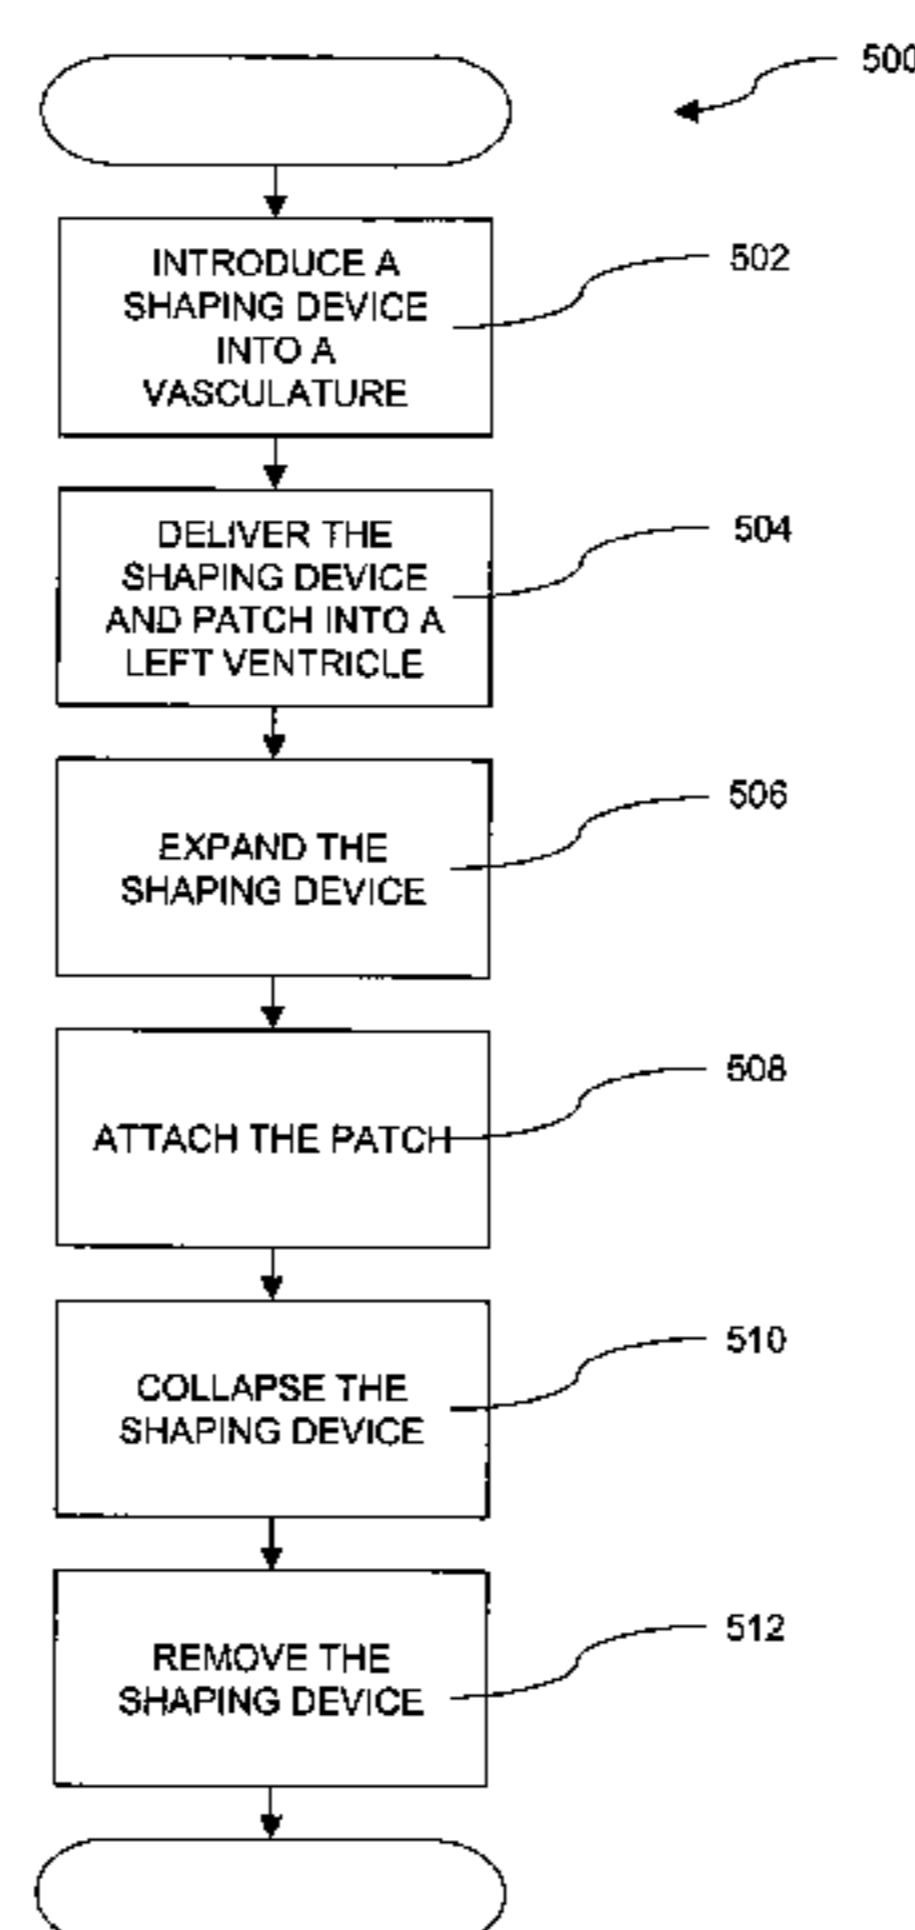 500
INTRODUCE A
SHAPING DEVICE
INTO A
VASCULATURE
502
DELIVER THE
SHAPING DEVICE
AND PATCH INTO A
LEFT VENTRICLE
504
EXPAND THE
SHAPING DEVICE
506
ATTACH THE PATCH
508
COLLAPSE THE
SHAPING DEVICE
510
REMOVE THE
SHAPING DEVICE
512